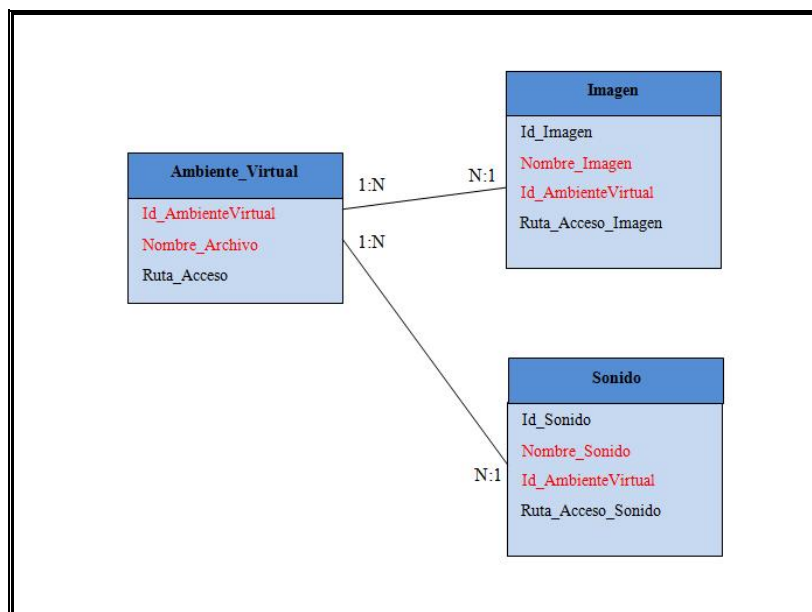 Ambiente_Virtual
Id_AmbienteVirtual
Nombre_Archivo
Ruta_Acceso
1:N
N:1
1:N
N:1
Imagen
Id_Imagen
Nombre_Imagen
Id_AmbienteVirtual
Ruta_Acceso_Imagen
Sonido
Id_Sonido
Nombre_Sonido
Id_AmbienteVirtual
Ruta_Acceso_Sonido